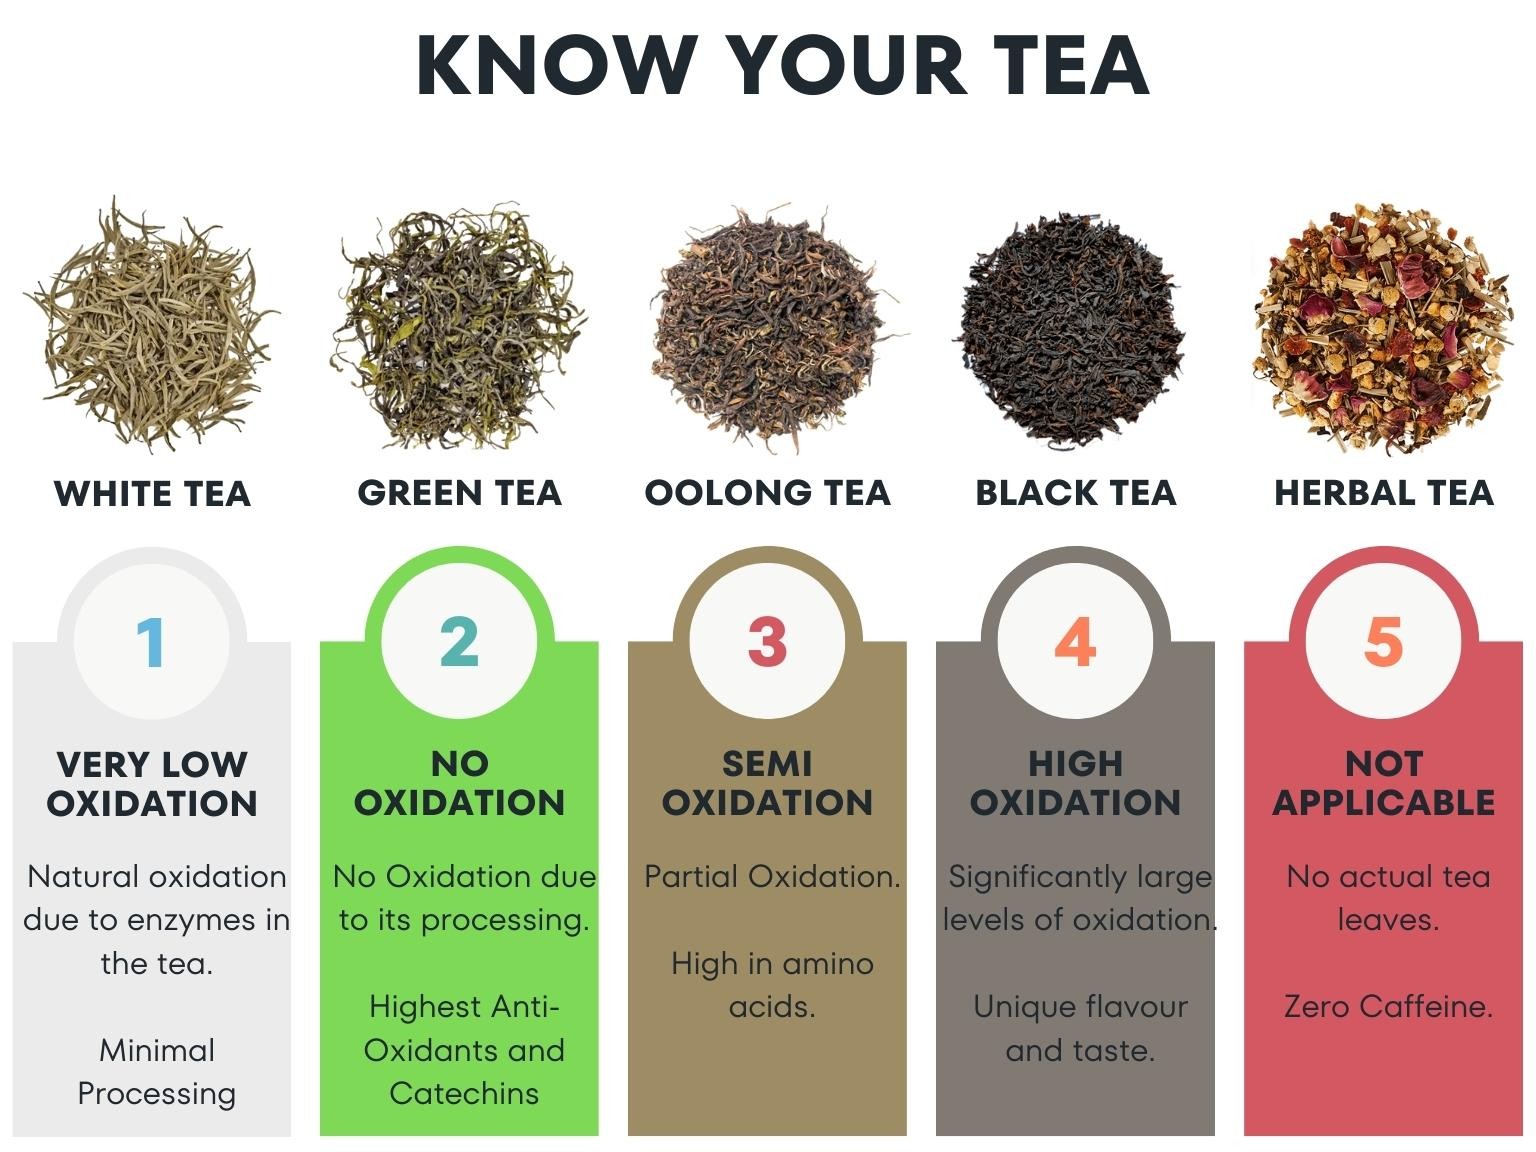 KNOW YOUR TEA
WHITE TEA
GREEN TEA
OOLONG TEA
BLACK TEA
HERBAL TEA
1
VERY LOW
OXIDATION
Natural oxidation
due to enzymes in
the tea.
Minimal
Processing
2
NO
OXIDATION
No Oxidation due
to its processing.
Highest Anti-
Oxidants and
Catechins
3
SEMI
OXIDATION
Partial Oxidation.
High in amino
acids.
4
HIGH
OXIDATION
Significantly large
levels of oxidation.
Unique flavour
and taste.
5
NOT
APPLICABLE
No actual tea
leaves.
Zero Caffeine.